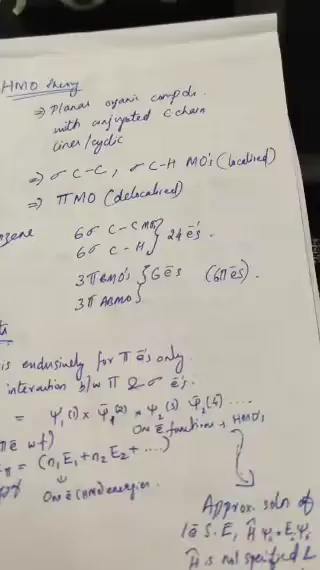 HMO Theory
⇒ Planar organic compds.
with conjugated C chain
linear/cyclic
⇒ σ C-C, σ C-H MO's (localised)
⇒ π MO (delocalised)
6σ C-C MO's
6σ C-H } 24 ē's.
3π BMO's } 6ē's (6π ē's).
3π ABMO
is exclusively for π ē's only.
interaction b/w π & σ ē's.
= ψ₁(1) × ψ̄₁(2) × ψ₂(3) ψ̄₂(4) ....
One ē functions → HMO's
πē wf)
= (n₁E₁ + n₂E₂ + ....)
One ē HMO energies.
Approx. soln of
1ē S.E, Ĥψᵢ = Eᵢψᵢ
Ĥ is not specified &